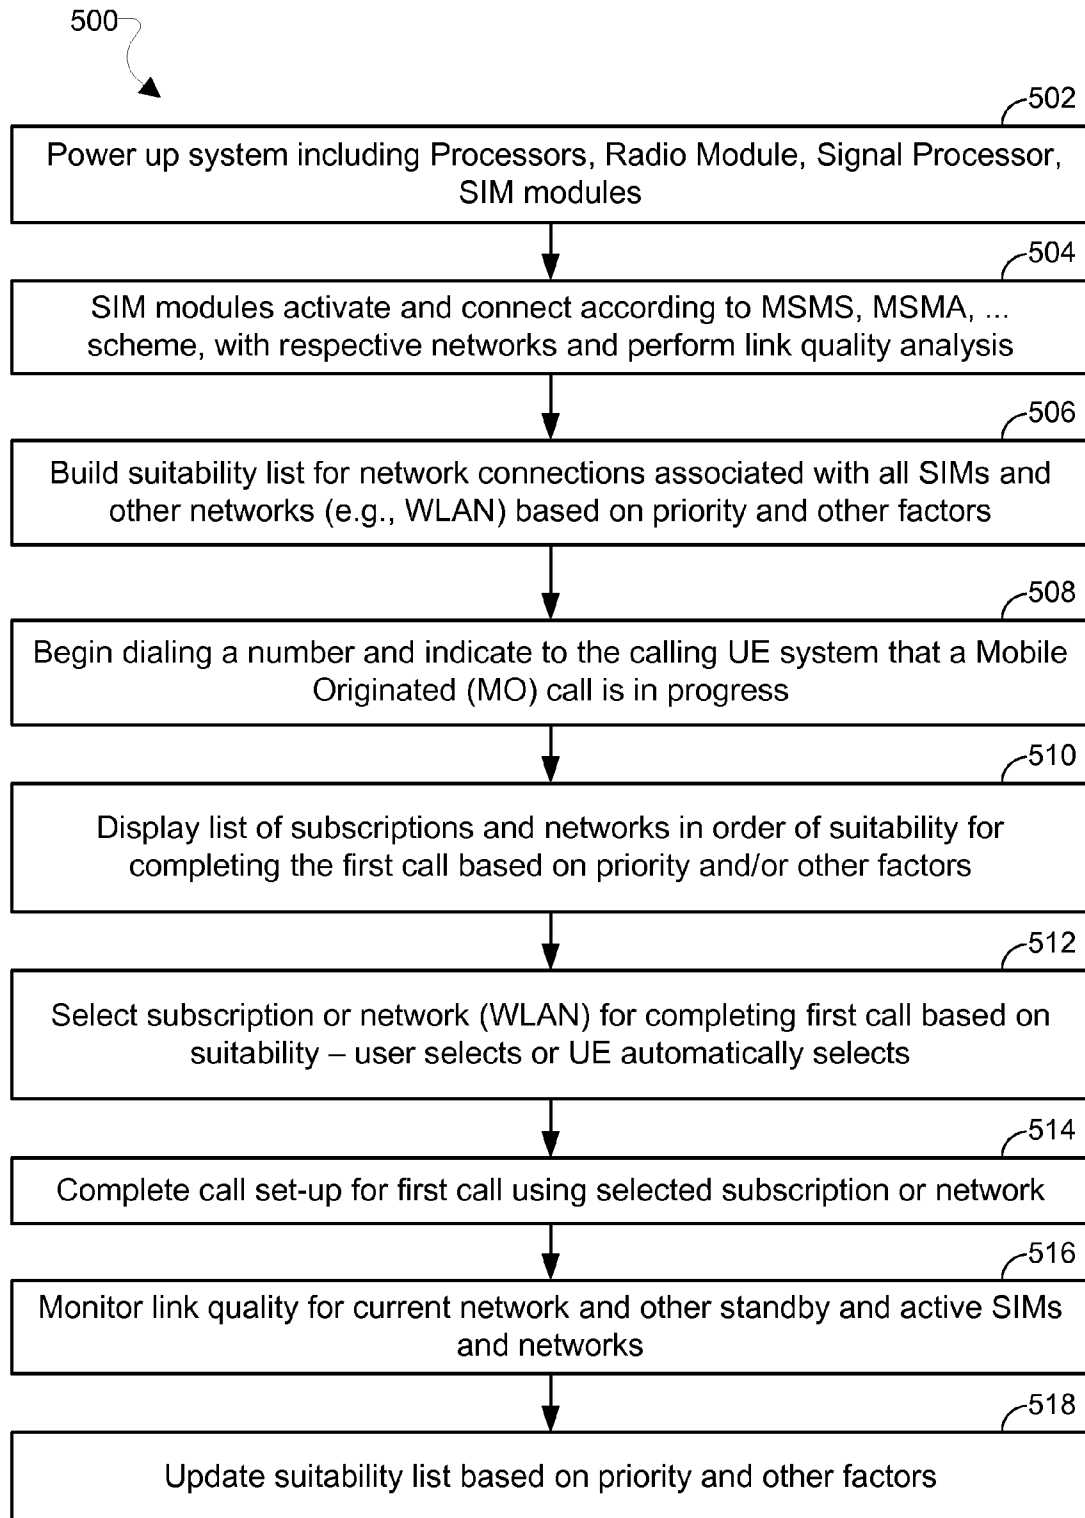 500
502
Power up system including Processors, Radio Module, Signal Processor,
SIM modules
504
SIM modules activate and connect according to MSMS, MSMA, ...
scheme, with respective networks and perform link quality analysis
506
Build suitability list for network connections associated with all SIMs and
other networks (e.g., WLAN) based on priority and other factors
508
Begin dialing a number and indicate to the calling UE system that a Mobile
Originated (MO) call is in progress
510
Display list of subscriptions and networks in order of suitability for
completing the first call based on priority and/or other factors
512
Select subscription or network (WLAN) for completing first call based on
suitability – user selects or UE automatically selects
514
Complete call set-up for first call using selected subscription or network
516
Monitor link quality for current network and other standby and active SIMs
and networks
518
Update suitability list based on priority and other factors